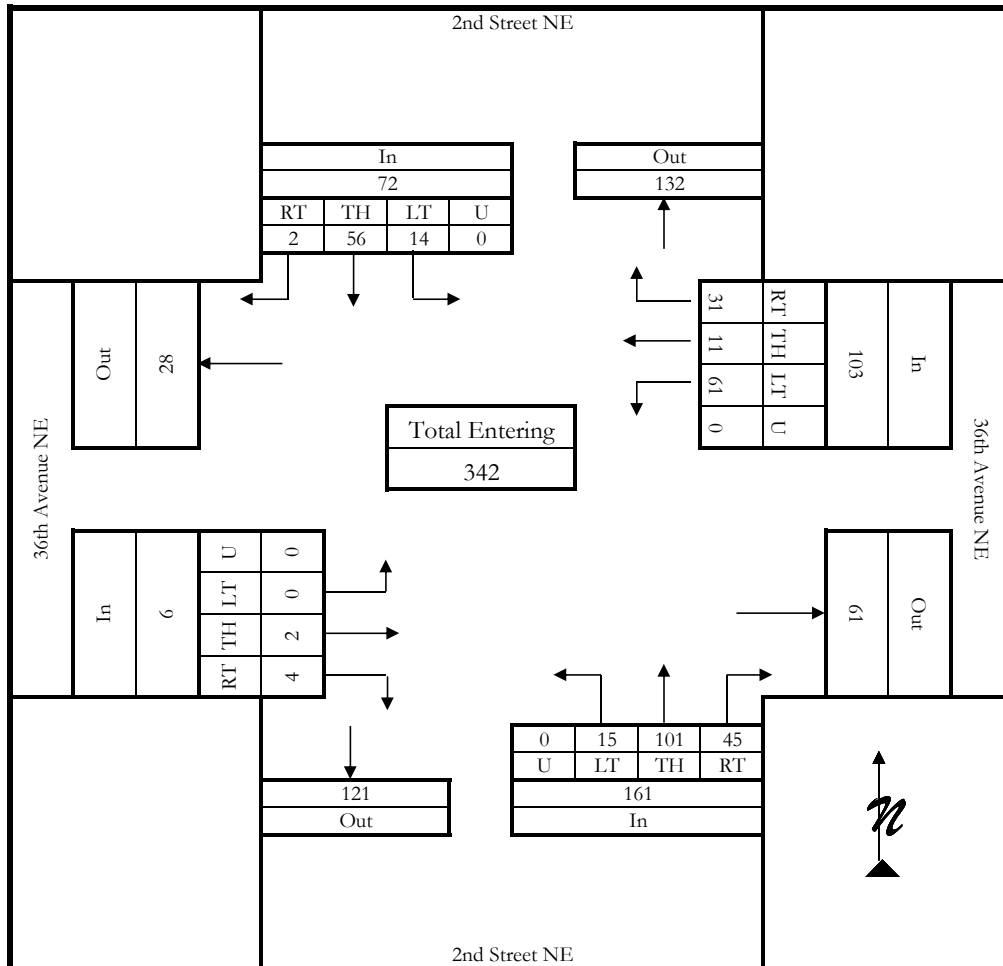 2nd Street NE
In
72
RT TH LT U
2 56 14 0
Out
132
Out
28
36th Avenue NE
31 RT
11 TH
61 LT
0 U
103
In
36th Avenue NE
Total Entering
342
In
6
U 0
LT 0
TH 2
RT 4
61
Out
0 15 101 45
U LT TH RT
161
In
121
Out
N
2nd Street NE